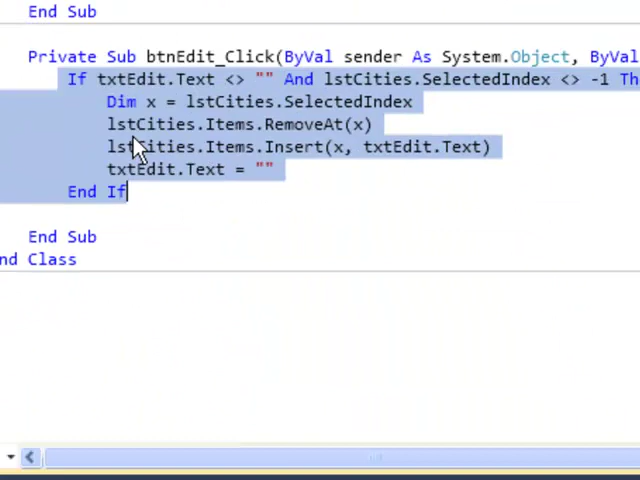 End Sub
Private Sub btnEdit_Click(ByVal sender As System.Object, ByVal
If txtEdit.Text <> "" And lstCities.SelectedIndex <> -1 Th
Dim x = lstCities.SelectedIndex
lstCities.Items.RemoveAt(x)
lstCities.Items.Insert(x, txtEdit.Text)
txtEdit.Text = ""
End If
End Sub
nd Class